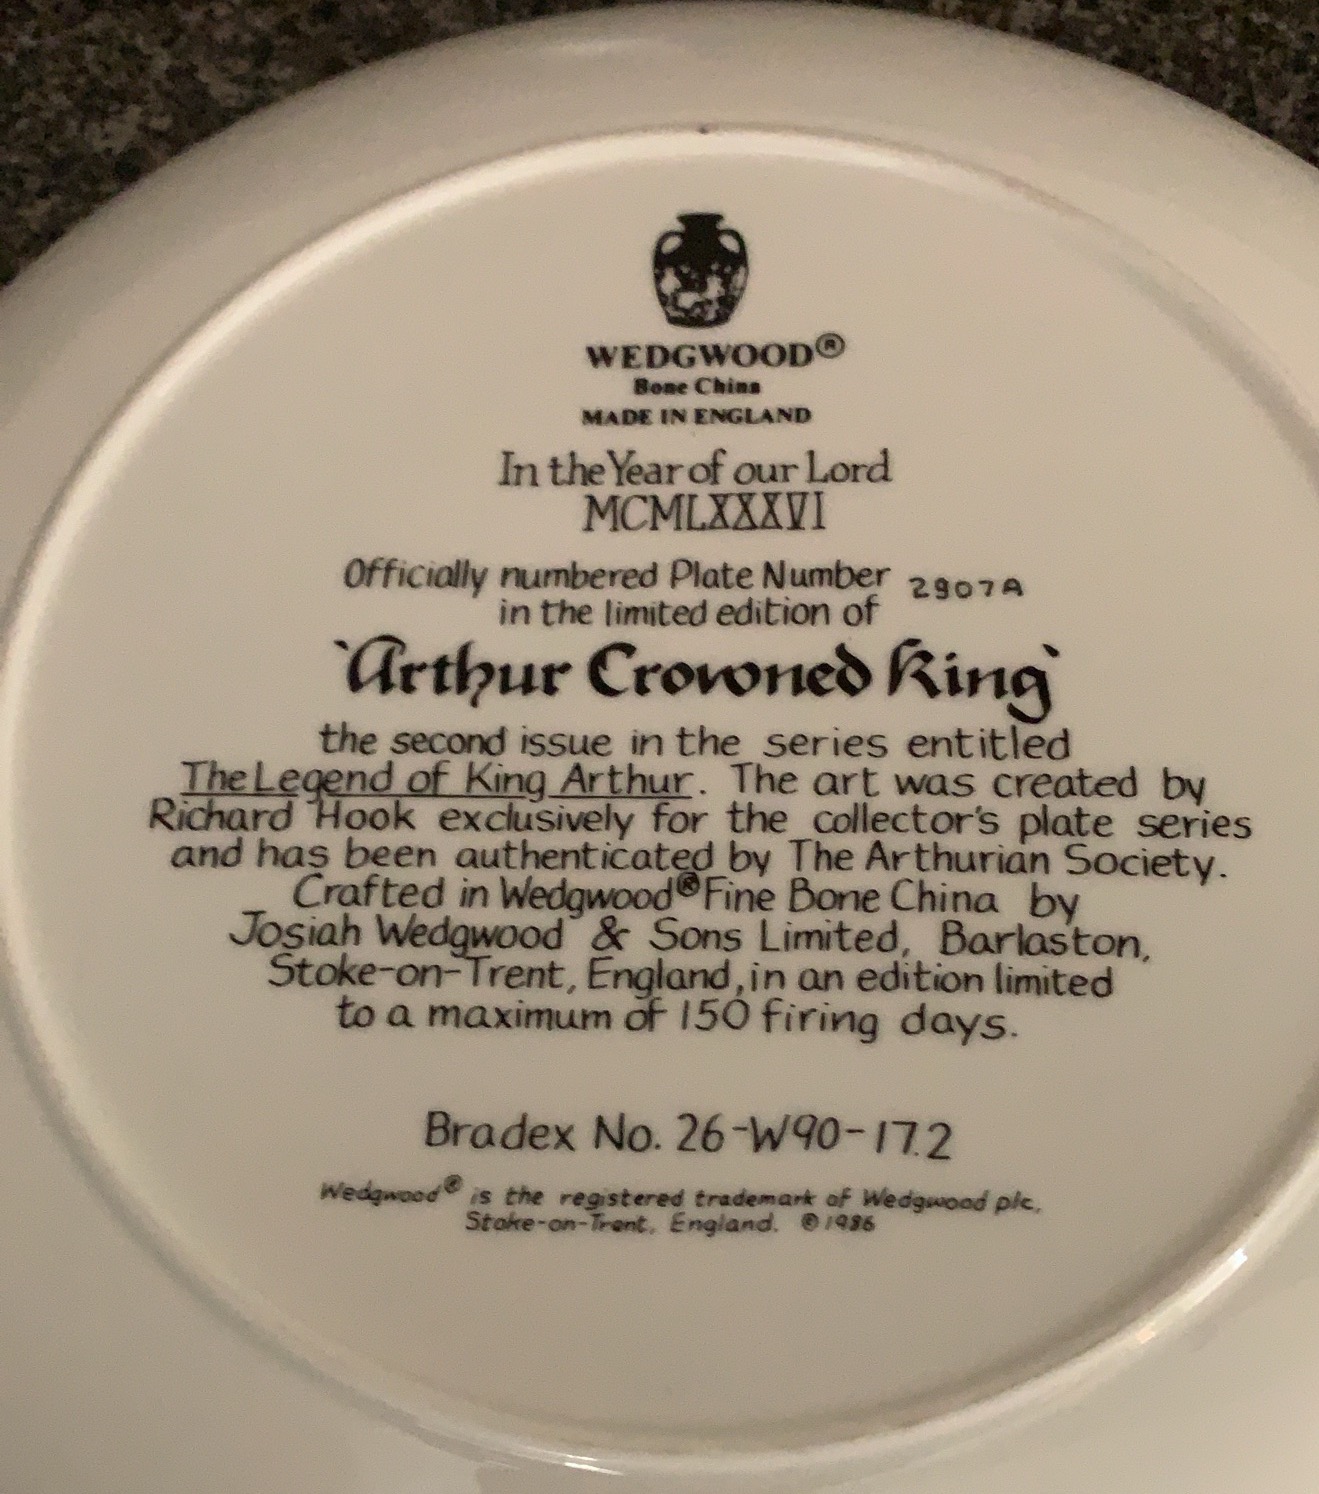 WEDGWOOD®
Bone China
MADE IN ENGLAND
In the Year of our Lord
MCMLXXXVI
Officially numbered Plate Number 2907A
in the limited edition of
`Arthur Crowned King`
the second issue in the series entitled
The Legend of King Arthur. The art was created by
Richard Hook exclusively for the collector's plate series
and has been authenticated by The Arthurian Society.
Crafted in Wedgwood® Fine Bone China by
Josiah Wedgwood & Sons Limited, Barlaston,
Stoke-on-Trent, England, in an edition limited
to a maximum of 150 firing days.
Bradex No. 26-W90-17.2
Wedgwood® is the registered trademark of Wedgwood plc,
Stoke-on-Trent, England. ©1986